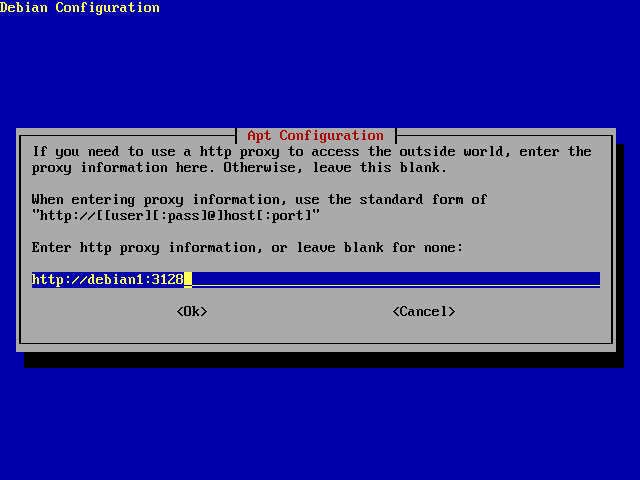 Debian Configuration
Apt Configuration
If you need to use a http proxy to access the outside world, enter the
proxy information here. Otherwise, leave this blank.
When entering proxy information, use the standard form of
"http://[[user][:pass]@]host[:port]"
Enter http proxy information, or leave blank for none:
http://debian1:3128
<Ok> <Cancel>